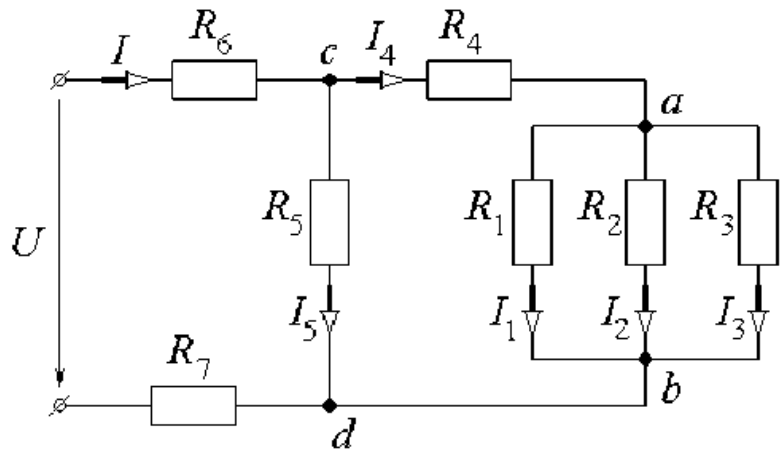 I R₆ c I₄ R₄
a
U R₅ R₁ R₂ R₃
I₅ I₁ I₂ I₃
R₇ b
d